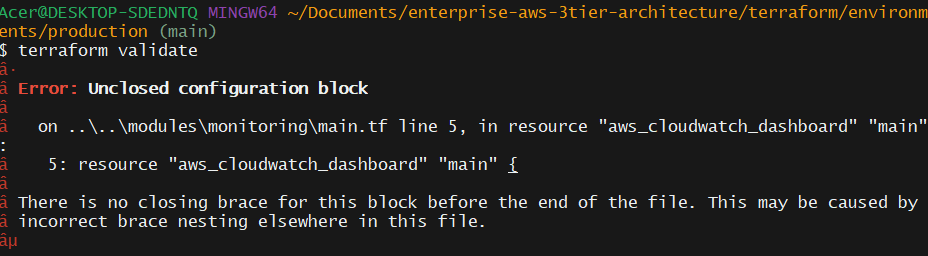 Acer@DESKTOP-SDEDNTQ MINGW64 ~/Documents/enterprise-aws-3tier-architecture/terraform/environm
ents/production (main)
$ terraform validate
â·
â Error: Unclosed configuration block
â
â   on ..\..\modules\monitoring\main.tf line 5, in resource "aws_cloudwatch_dashboard" "main"
:
â    5: resource "aws_cloudwatch_dashboard" "main" {
â
â There is no closing brace for this block before the end of the file. This may be caused by
â incorrect brace nesting elsewhere in this file.
âµ